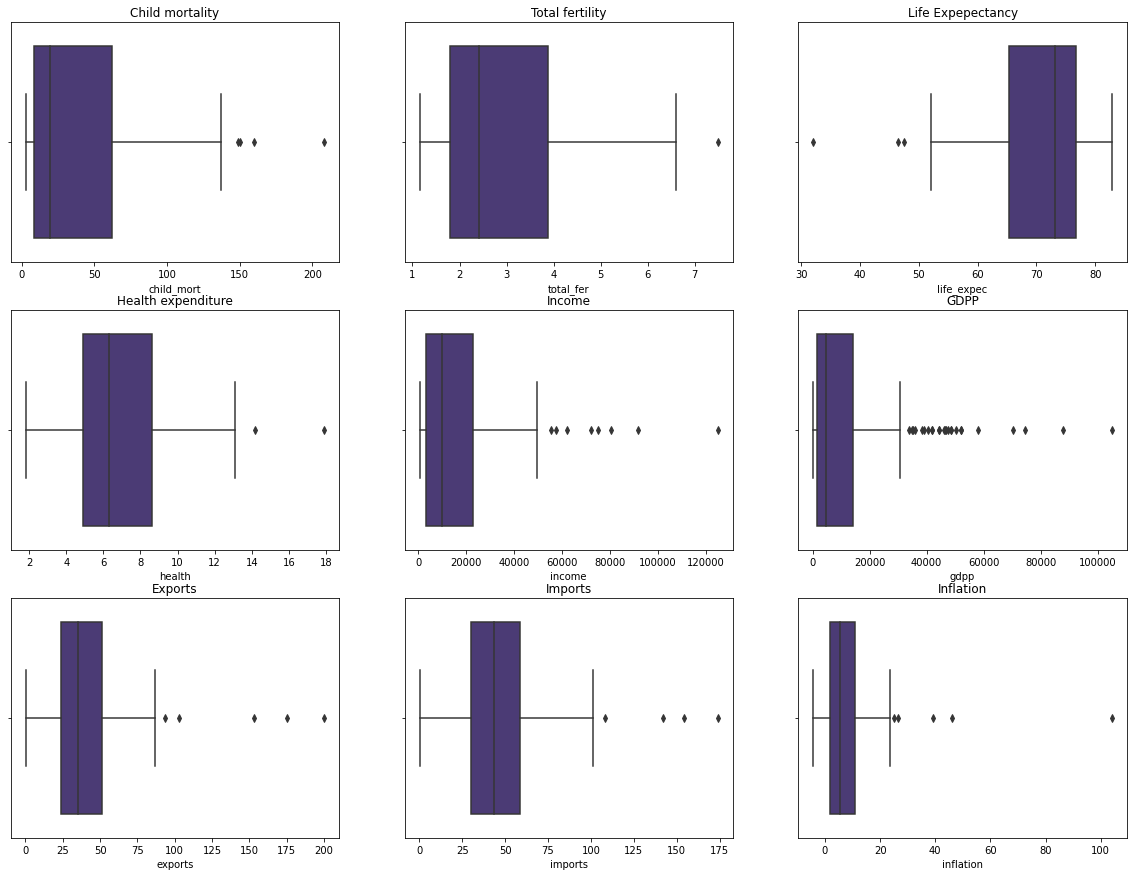 Child mortality Total fertility Life Expepectancy
0 50 100 150 200 1 2 3 4 5 6 7 30 40 50 60 70 80
child_mort total_fer life_expec
Health expenditure Income GDPP
2 4 6 8 10 12 14 16 18 0 20000 40000 60000 80000 100000 120000 0 20000 40000 60000 80000 100000
health income gdpp
Exports Imports Inflation
0 25 50 75 100 125 150 175 200 0 25 50 75 100 125 150 175 0 20 40 60 80 100
exports imports inflation